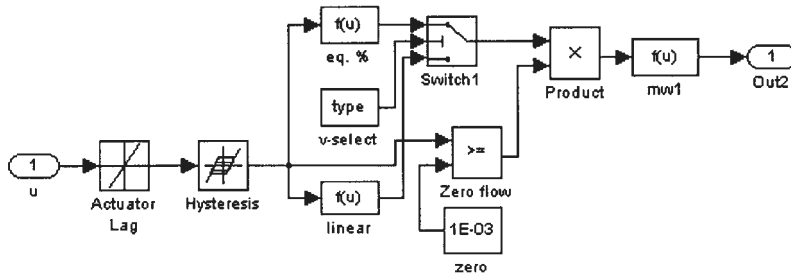 f(u)
eq. %
Switch1
type
v-select
×
Product
f(u)
mw1
1
Out2
1
u
Actuator
Lag
Hysteresis
f(u)
linear
>=
Zero flow
1E-03
zero